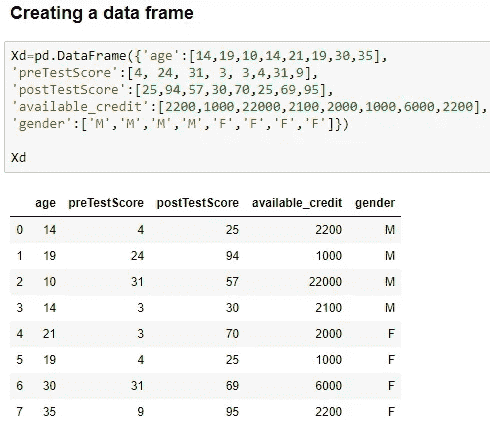 Creating a data frame
Xd=pd.DataFrame({'age':[14,19,10,14,21,19,30,35],
'preTestScore':[4, 24, 31, 3, 3,4,31,9],
'postTestScore':[25,94,57,30,70,25,69,95],
'available_credit':[2200,1000,22000,2100,2000,1000,6000,2200],
'gender':['M','M','M','M','F','F','F','F']})
Xd
age preTestScore postTestScore available_credit gender
0 14 4 25 2200 M
1 19 24 94 1000 M
2 10 31 57 22000 M
3 14 3 30 2100 M
4 21 3 70 2000 F
5 19 4 25 1000 F
6 30 31 69 6000 F
7 35 9 95 2200 F